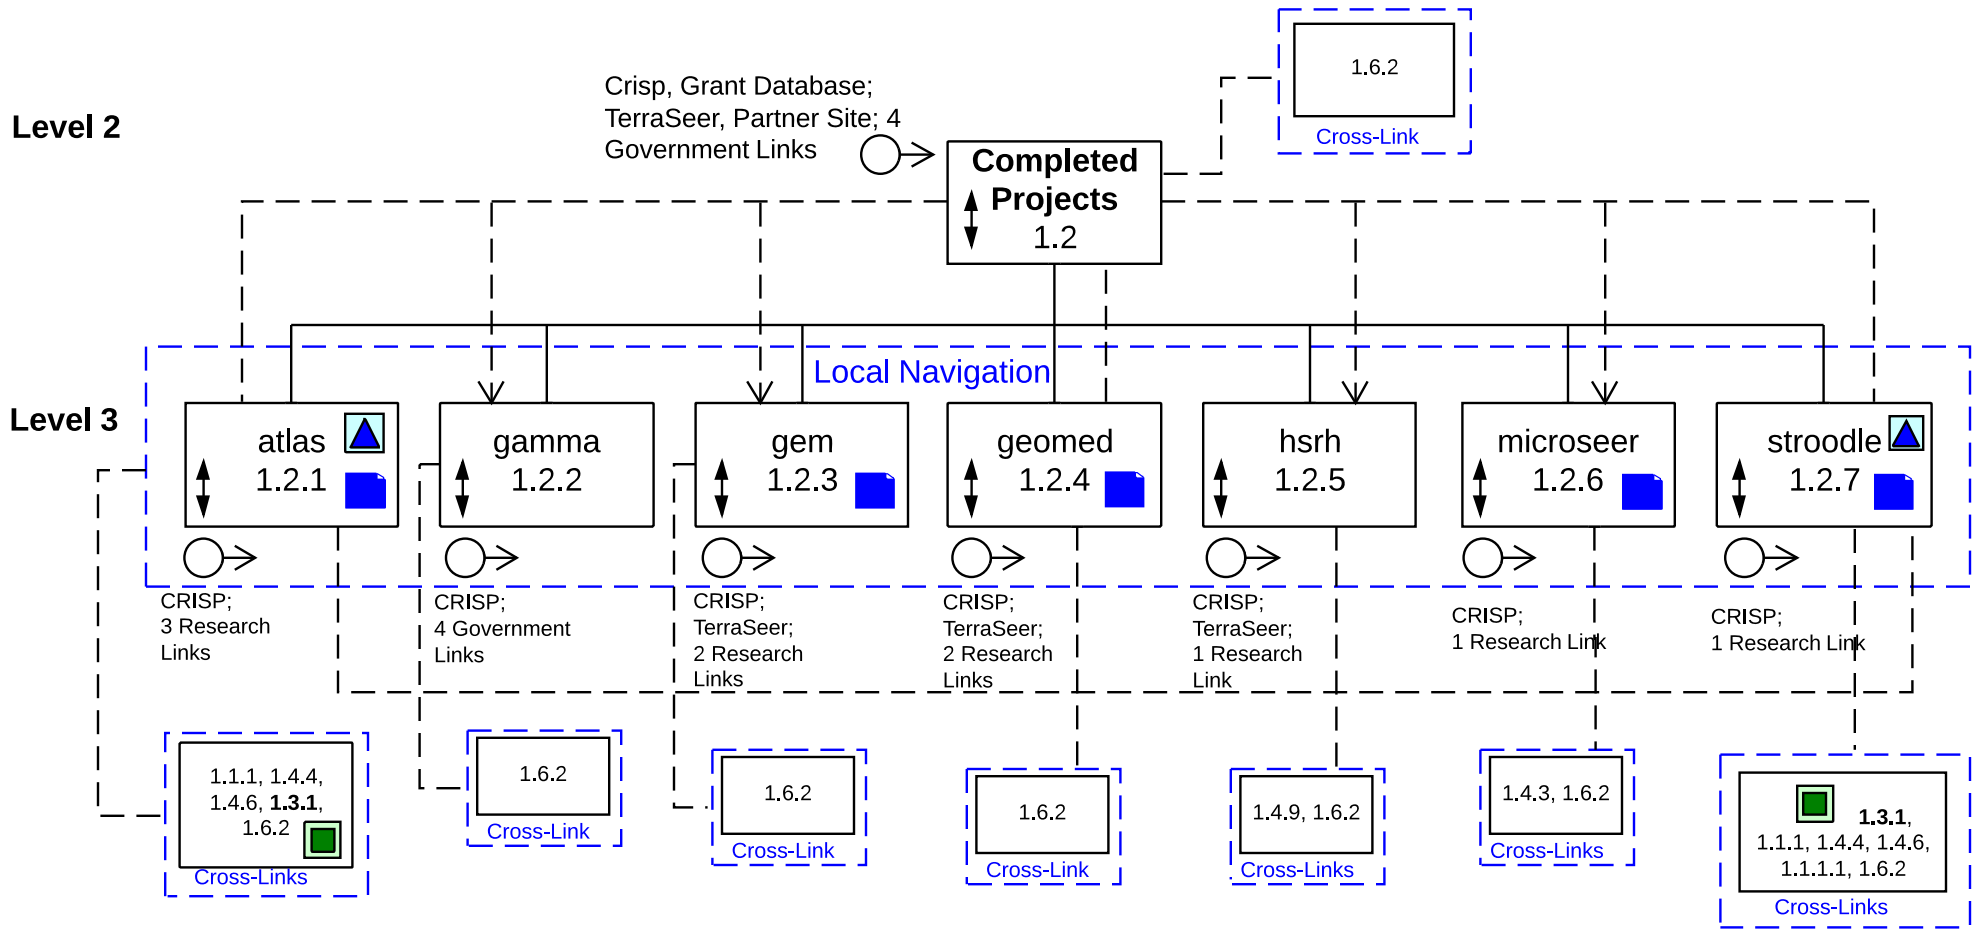 1.6.2
Cross-Link
Crisp, Grant Database;
TerraSeer, Partner Site; 4
Government Links
Level 2
Completed
Projects
1.2
Local Navigation
Level 3
atlas
1.2.1
gamma
1.2.2
gem
1.2.3
geomed
1.2.4
hsrh
1.2.5
microseer
1.2.6
stroodle
1.2.7
CRISP;
3 Research
Links
CRISP;
4 Government
Links
CRISP;
TerraSeer;
2 Research
Links
CRISP;
TerraSeer;
2 Research
Links
CRISP;
TerraSeer;
1 Research
Link
CRISP;
1 Research Link
CRISP;
1 Research Link
1.1.1, 1.4.4,
1.4.6, 1.3.1,
1.6.2
Cross-Links
1.6.2
Cross-Link
1.6.2
Cross-Link
1.6.2
Cross-Link
1.4.9, 1.6.2
Cross-Links
1.4.3, 1.6.2
Cross-Links
1.3.1,
1.1.1, 1.4.4, 1.4.6,
1.1.1.1, 1.6.2
Cross-Links